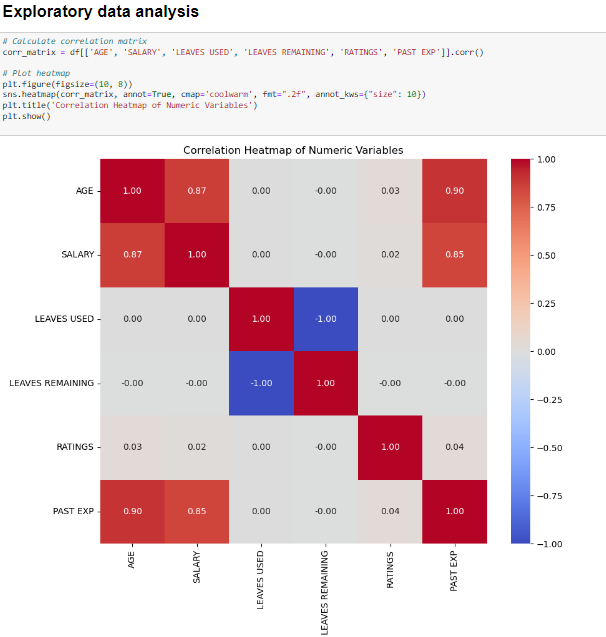 Exploratory data analysis
# Calculate correlation matrix
corr_matrix = df[['AGE', 'SALARY', 'LEAVES USED', 'LEAVES REMAINING', 'RATINGS', 'PAST EXP']].corr()
# Plot heatmap
plt.figure(figsize=(10, 8))
sns.heatmap(corr_matrix, annot=True, cmap='coolwarm', fmt=".2f", annot_kws={"size": 10})
plt.title('Correlation Heatmap of Numeric Variables')
plt.show()
Correlation Heatmap of Numeric Variables
AGE 1.00 0.87 0.00 -0.00 0.03 0.90
SALARY 0.87 1.00 0.00 -0.00 0.02 0.85
LEAVES USED 0.00 0.00 1.00 -1.00 0.00 0.00
LEAVES REMAINING -0.00 -0.00 -1.00 1.00 -0.00 -0.00
RATINGS 0.03 0.02 0.00 -0.00 1.00 0.04
PAST EXP 0.90 0.85 0.00 -0.00 0.04 1.00
AGE
SALARY
LEAVES USED
LEAVES REMAINING
RATINGS
PAST EXP
1.00
0.75
0.50
0.25
0.00
−0.25
−0.50
−0.75
−1.00